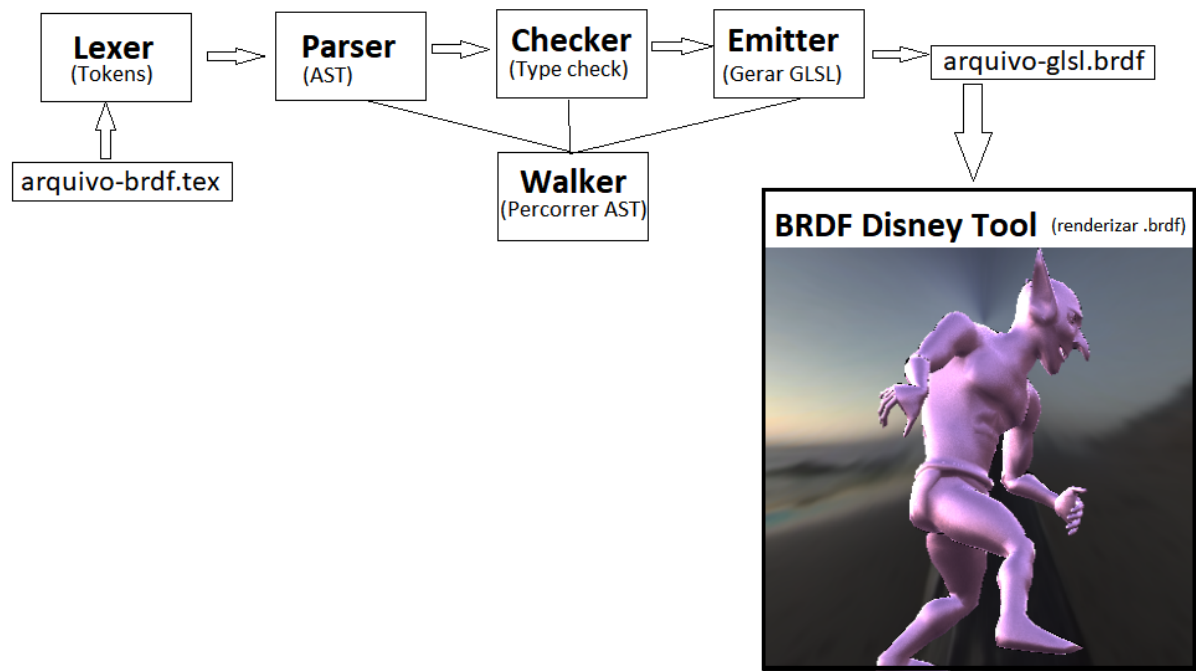 Lexer
(Tokens)
Parser
(AST)
Checker
(Type check)
Emitter
(Gerar GLSL)
arquivo-glsl.brdf
arquivo-brdf.tex
Walker
(Percorrer AST)
BRDF Disney Tool (renderizar .brdf)